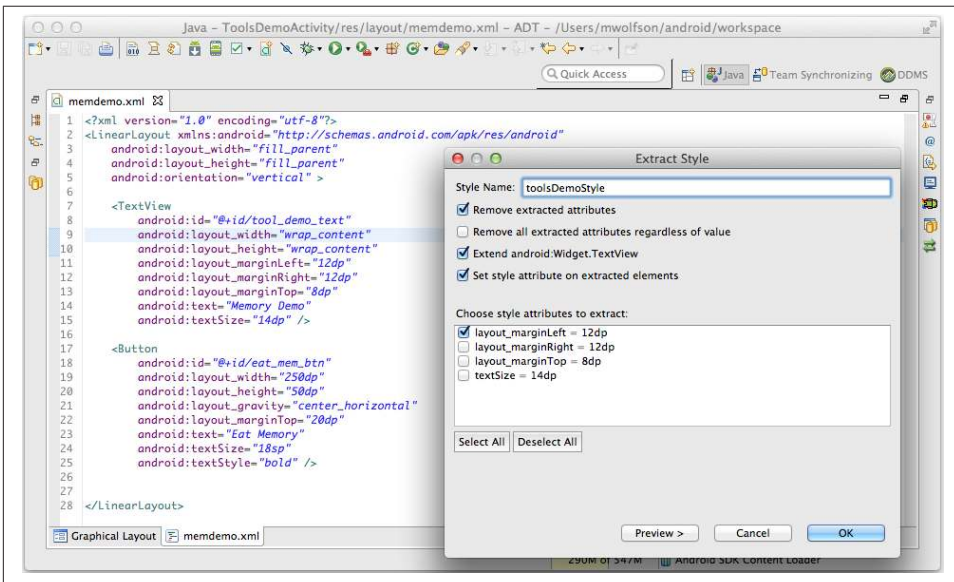 Java - ToolsDemoActivity/res/layout/memdemo.xml - ADT - /Users/mwolfson/android/workspace
Quick Access
Java
Team Synchronizing
DDMS
memdemo.xml
1 <?xml version="1.0" encoding="utf-8"?>
2 <LinearLayout xmlns:android="http://schemas.android.com/apk/res/android"
3 android:layout_width="fill_parent"
4 android:layout_height="fill_parent"
5 android:orientation="vertical" >
6
7 <TextView
8 android:id="@+id/tool_demo_text"
9 android:layout_width="wrap_content"
10 android:layout_height="wrap_content"
11 android:layout_marginLeft="12dp"
12 android:layout_marginRight="12dp"
13 android:layout_marginTop="8dp"
14 android:text="Memory Demo"
15 android:textSize="14dp" />
16
17 <Button
18 android:id="@+id/eat_mem_btn"
19 android:layout_width="250dp"
20 android:layout_height="50dp"
21 android:layout_gravity="center_horizontal"
22 android:layout_marginTop="20dp"
23 android:text="Eat Memory"
24 android:textSize="18sp"
25 android:textStyle="bold" />
26
27
28 </LinearLayout>
Graphical Layout
memdemo.xml
Extract Style
Style Name: toolsDemoStyle
Remove extracted attributes
Remove all extracted attributes regardless of value
Extend android:Widget.TextView
Set style attribute on extracted elements
Choose style attributes to extract:
layout_marginLeft = 12dp
layout_marginRight = 12dp
layout_marginTop = 8dp
textSize = 14dp
Select All
Deselect All
Preview >
Cancel
OK
290M of 547M
Android SDK Content Loader